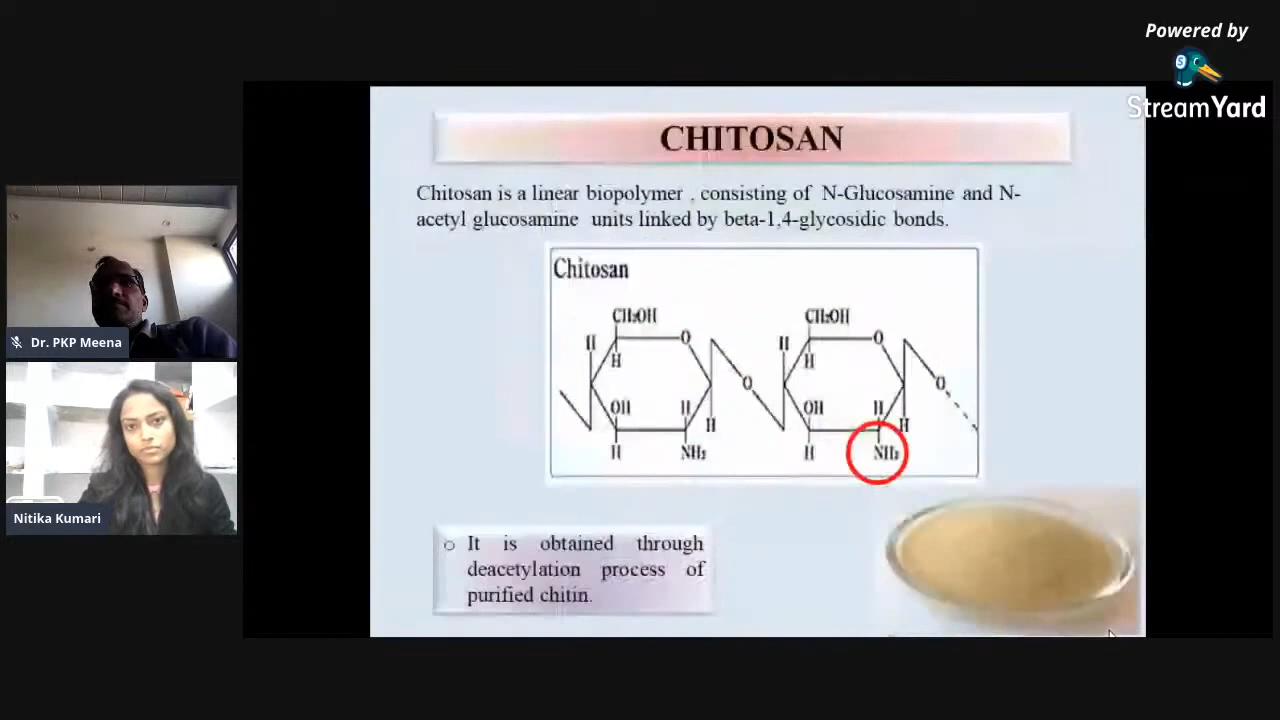 Powered by
StreamYard
CHITOSAN
Chitosan is a linear biopolymer , consisting of N-Glucosamine and N-
acetyl glucosamine units linked by beta-1,4-glycosidic bonds.
Chitosan
CH₂OH
CH₂OH
H
O
H
O
H
H
O
O
OH
H
OH
H
H
H
H
NH₂
H
NH₂
Dr. PKP Meena
Nitika Kumari
o It is obtained through
deacetylation process of
purified chitin.